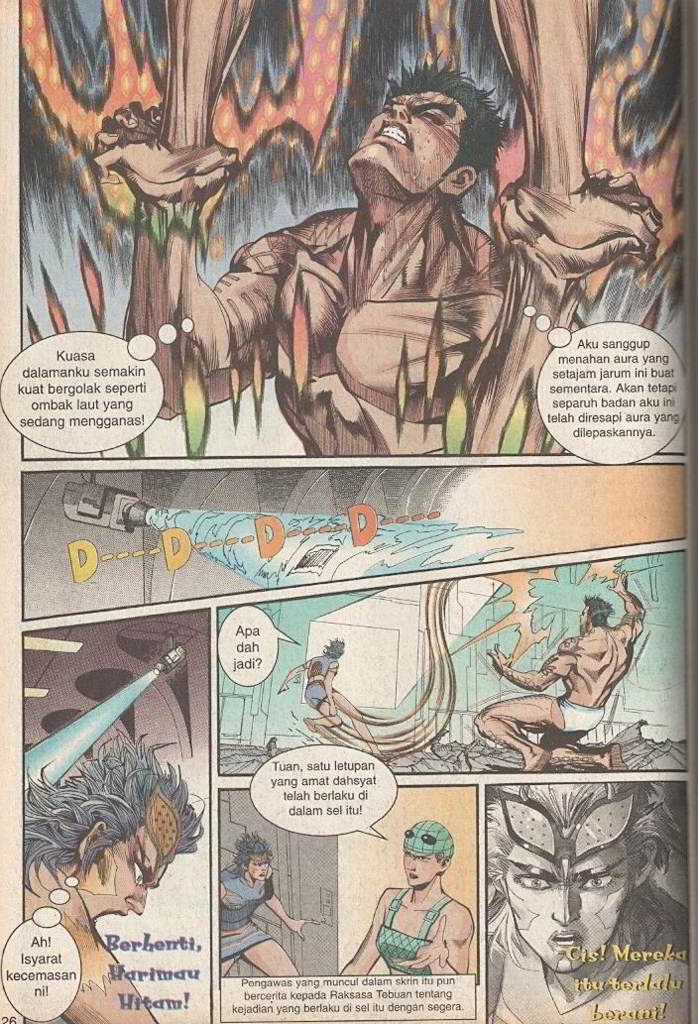 Kuasa
dalamanku semakin
kuat bergolak seperti
ombak laut yang
sedang mengganas!
Aku sanggup
menahan aura yang
setajam jarum ini buat
sementara. Akan tetapi
separuh badan aku ini
telah diresapi aura yang
dilepaskannya.
D---D---D---D---
Apa
dah
jadi?
Ah!
Isyarat
kecemasan
ni!
Berhenti,
Harimau
Hitam!
Tuan, satu letupan
yang amat dahsyat
telah berlaku di
dalam sel itu!
Pengawas yang muncul dalam skrin itu pun
bercerita kepada Raksasa Tebuan tentang
kejadian yang berlaku di sel itu dengan segera.
Cis! Mereka
itu terlalu
berani!
26